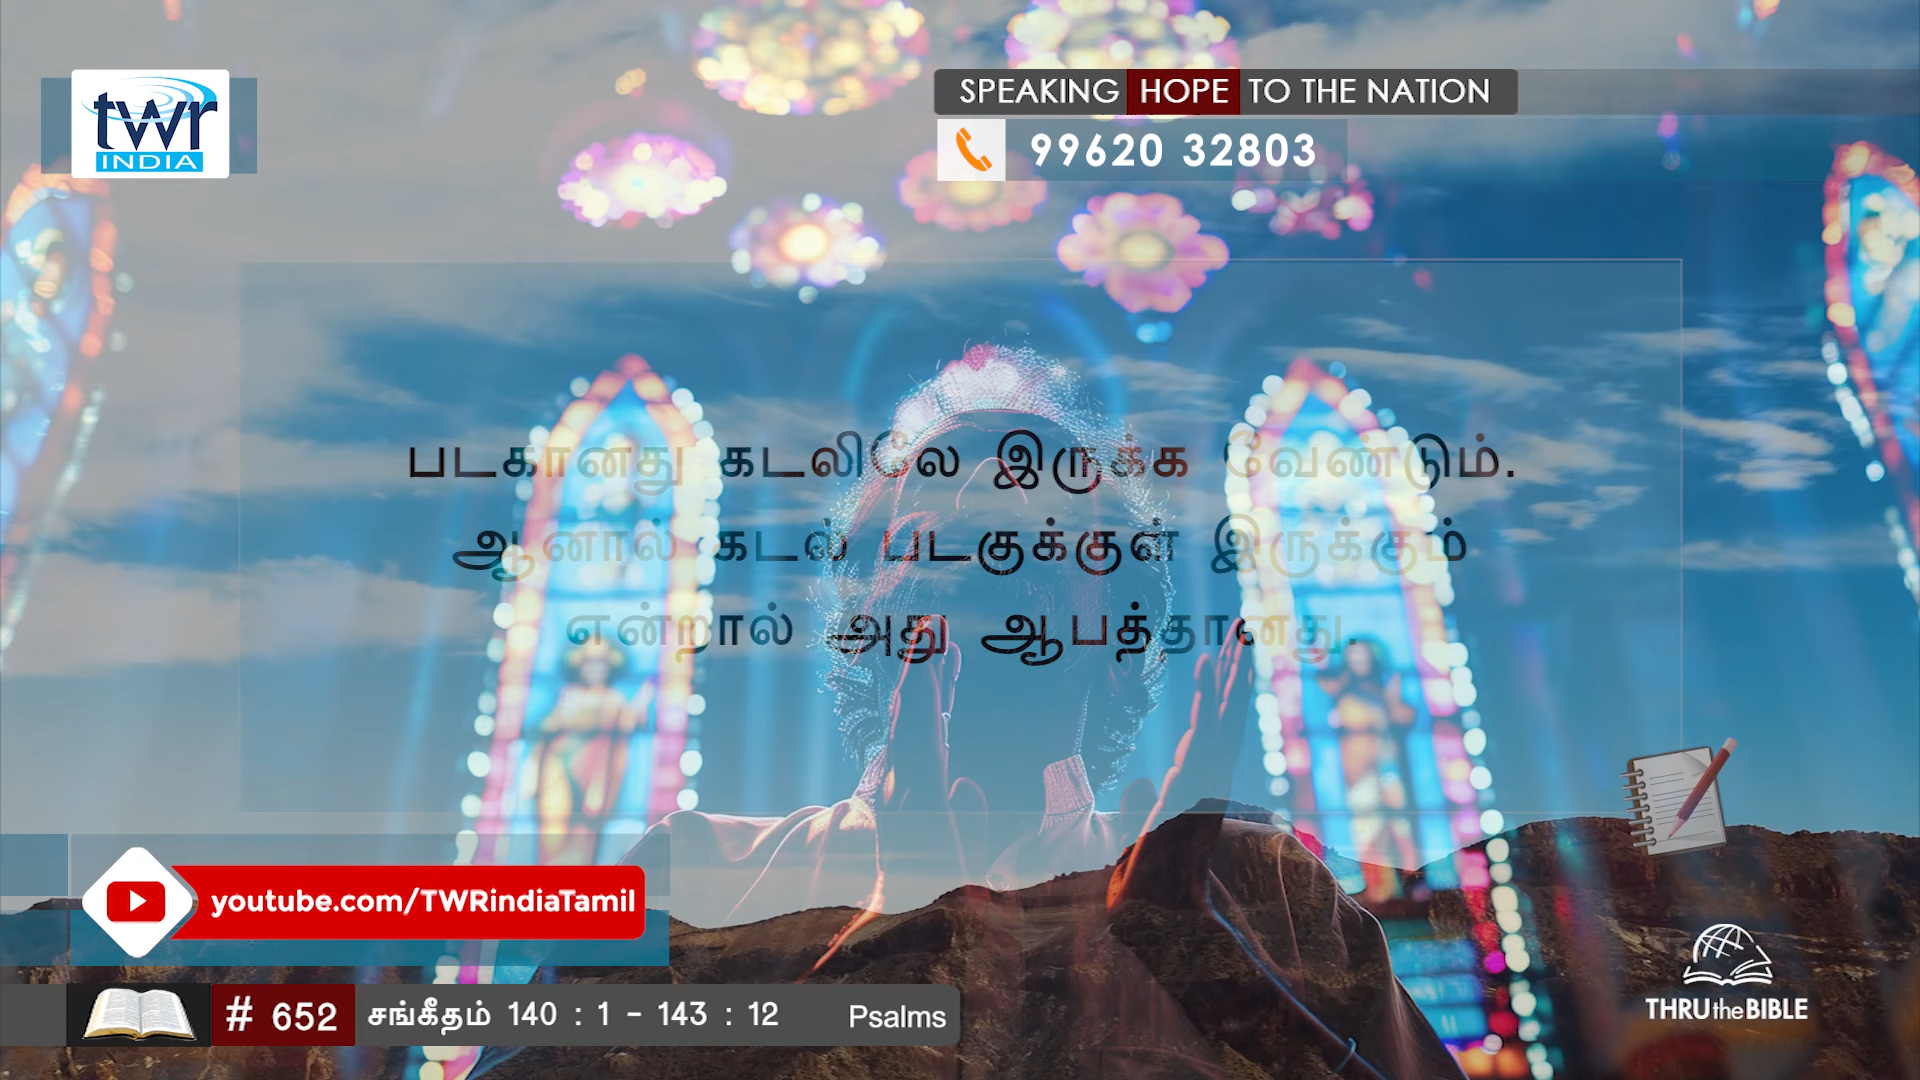 twr
INDIA
SPEAKING HOPE TO THE NATION
99620 32803
படகானது கடலிலே இருக்க வேண்டும்.
ஆனால் கடல் படகுக்குள் இருக்கும்
என்றால் அது ஆபத்தானது.
youtube.com/TWRindiaTamil
# 652 சங்கீதம் 140 : 1 - 143 : 12 Psalms
THRU the BIBLE